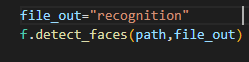 file_out="recognition"
f.detect_faces(path,file_out)